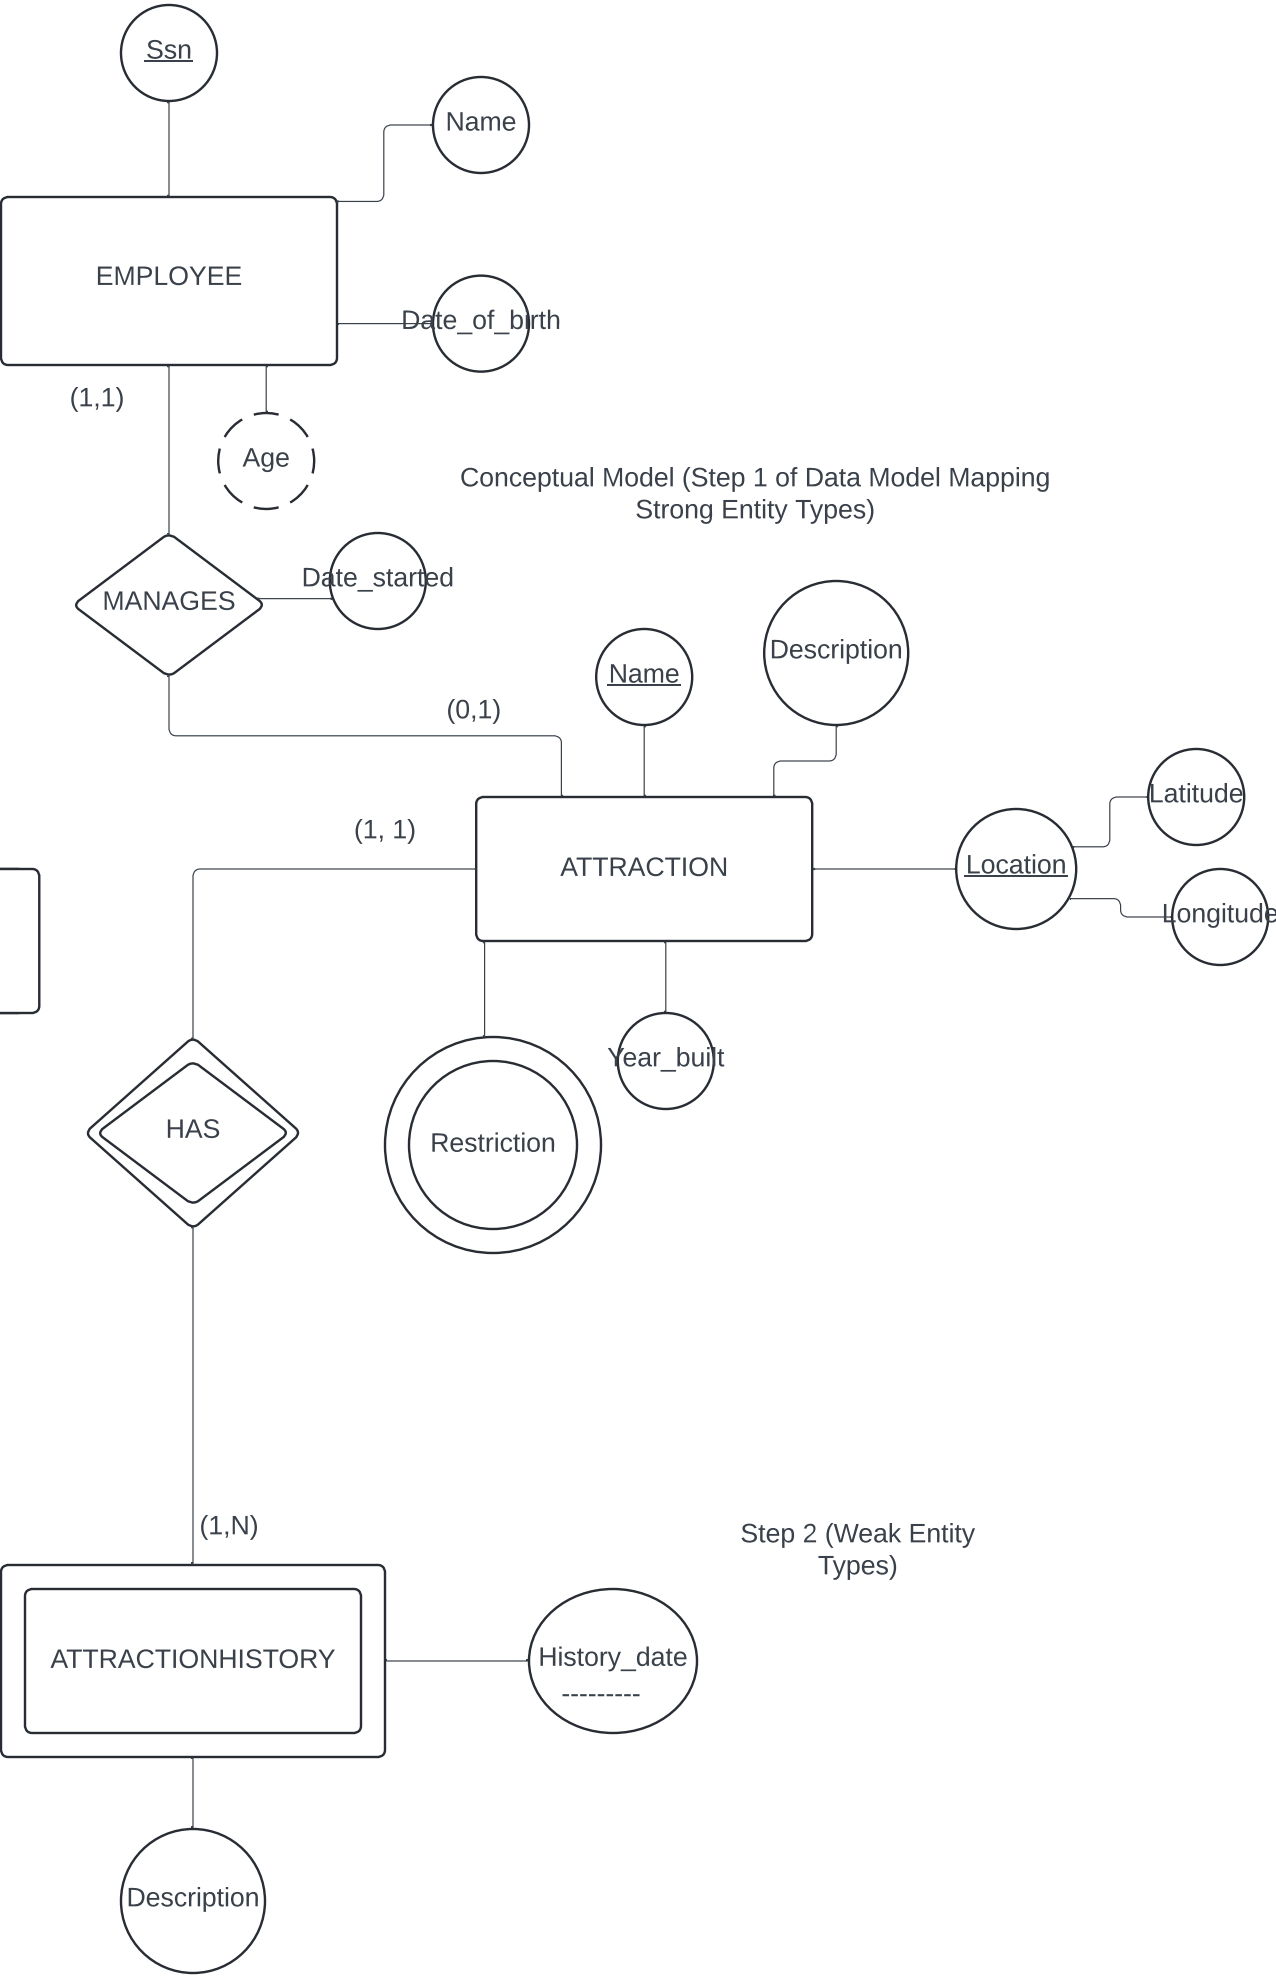 Ssn
Name
EMPLOYEE
Date_of_birth
(1,1)
Age
Conceptual Model (Step 1 of Data Model Mapping
Strong Entity Types)
Date_started
MANAGES
Description
Name
(0,1)
Latitude
(1, 1)
ATTRACTION
Location
Longitude
Year_built
HAS
Restriction
(1,N)
Step 2 (Weak Entity
Types)
ATTRACTIONHISTORY
History_date
---------
Description